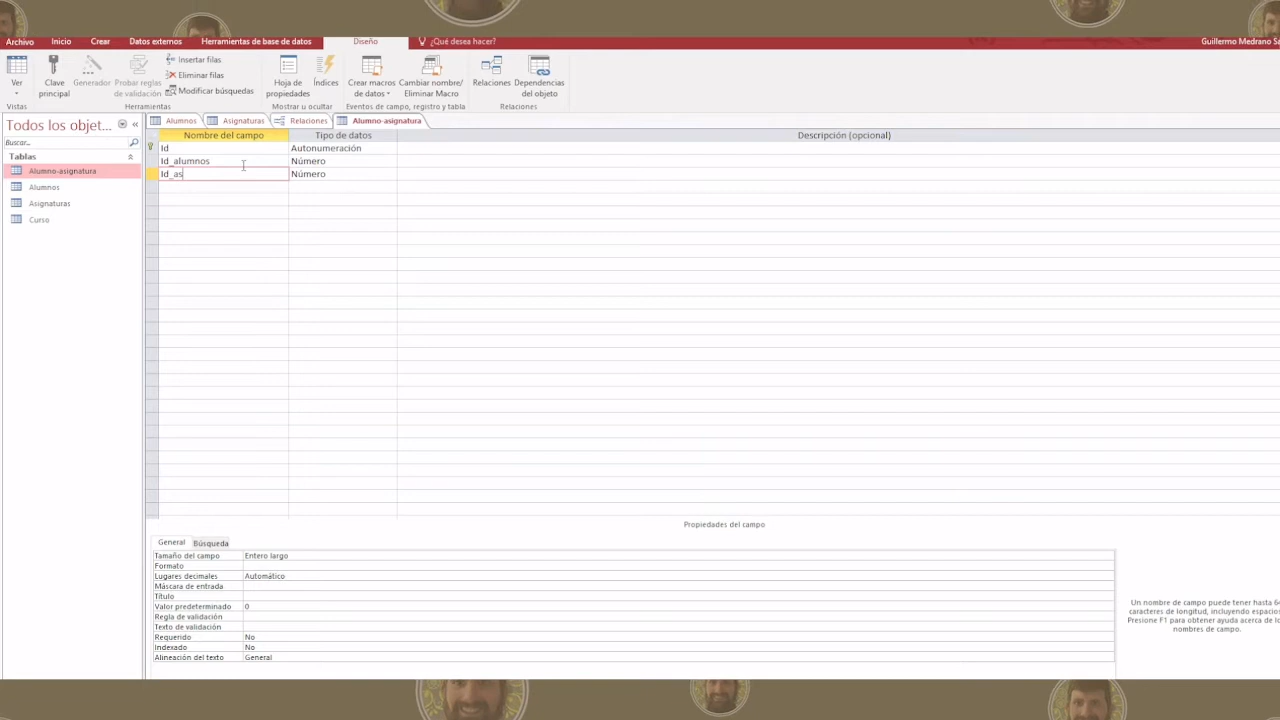 Archivo Inicio Crear Datos externos Herramientas de base de datos Diseño ¿Qué desea hacer? Guillermo Medrano
Ver
Clave principal
Generador
Probar reglas de validación
Insertar filas
Eliminar filas
Modificar búsquedas
Hoja de propiedades
Índices
Crear macros de datos
Cambiar nombre/ Eliminar Macro
Relaciones
Dependencias del objeto
Vistas Herramientas Mostrar u ocultar Eventos de campo, registro y tabla Relaciones
Todos los objet...
Buscar...
Tablas
Alumno-asignatura
Alumnos
Asignaturas
Curso
Alumnos Asignaturas Relaciones Alumno-asignatura
Nombre del campo Tipo de datos Descripción (opcional)
Id Autonumeración
Id_alumnos Número
Id_as Número
Propiedades del campo
General Búsqueda
Tamaño del campo Entero largo
Formato
Lugares decimales Automático
Máscara de entrada
Título
Valor predeterminado 0
Regla de validación
Texto de validación
Requerido No
Indexado No
Alineación del texto General
Un nombre de campo puede tener hasta
caracteres de longitud, incluyendo
Presione F1 para obtener ayuda acerca de
nombres de campo.